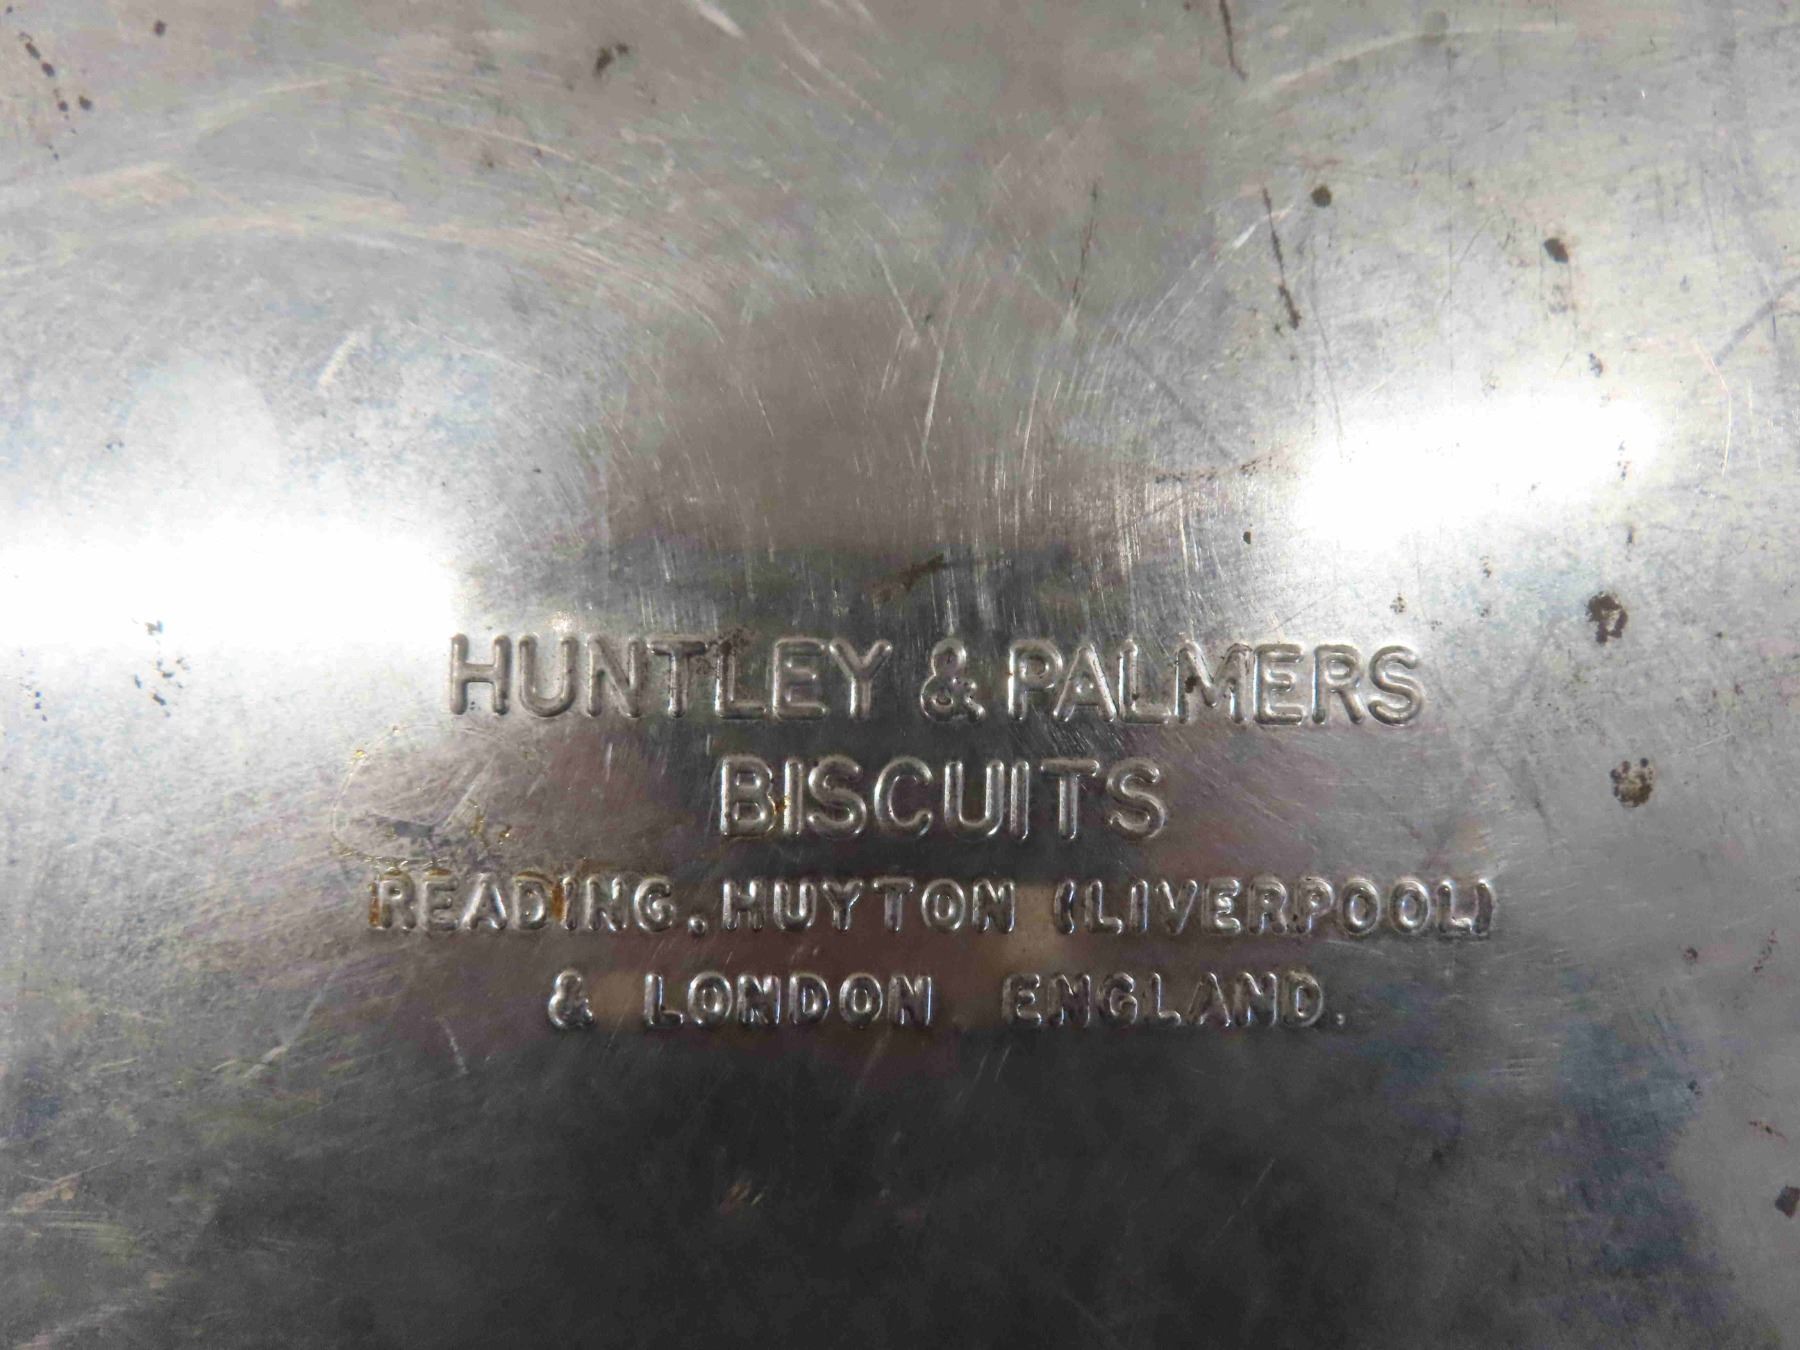 HUNTLEY & PALMERS
BISCUITS
READING, HUYTON (LIVERPOOL)
& LONDON ENGLAND.